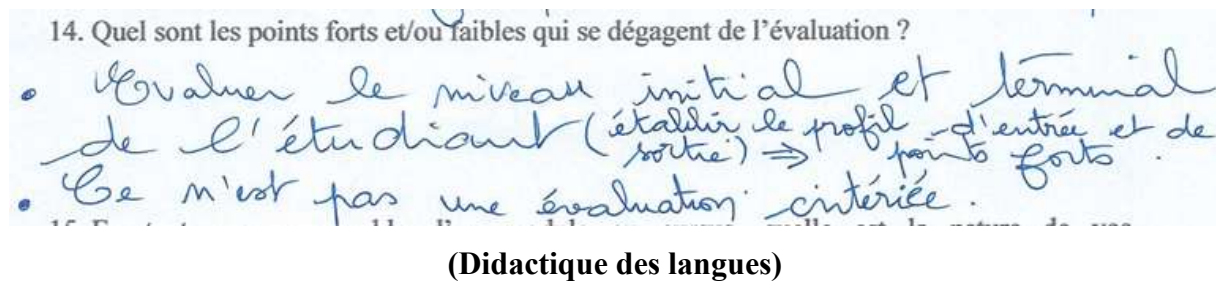 14. Quel sont les points forts et/ou faibles qui se dégagent de l'évaluation ?
• Evaluer le niveau initial et terminal
de l'étudiant (établir le profil d'entrée et de
sortie) ⇒ points forts.
• Ce n'est pas une évaluation critériée.
(Didactique des langues)